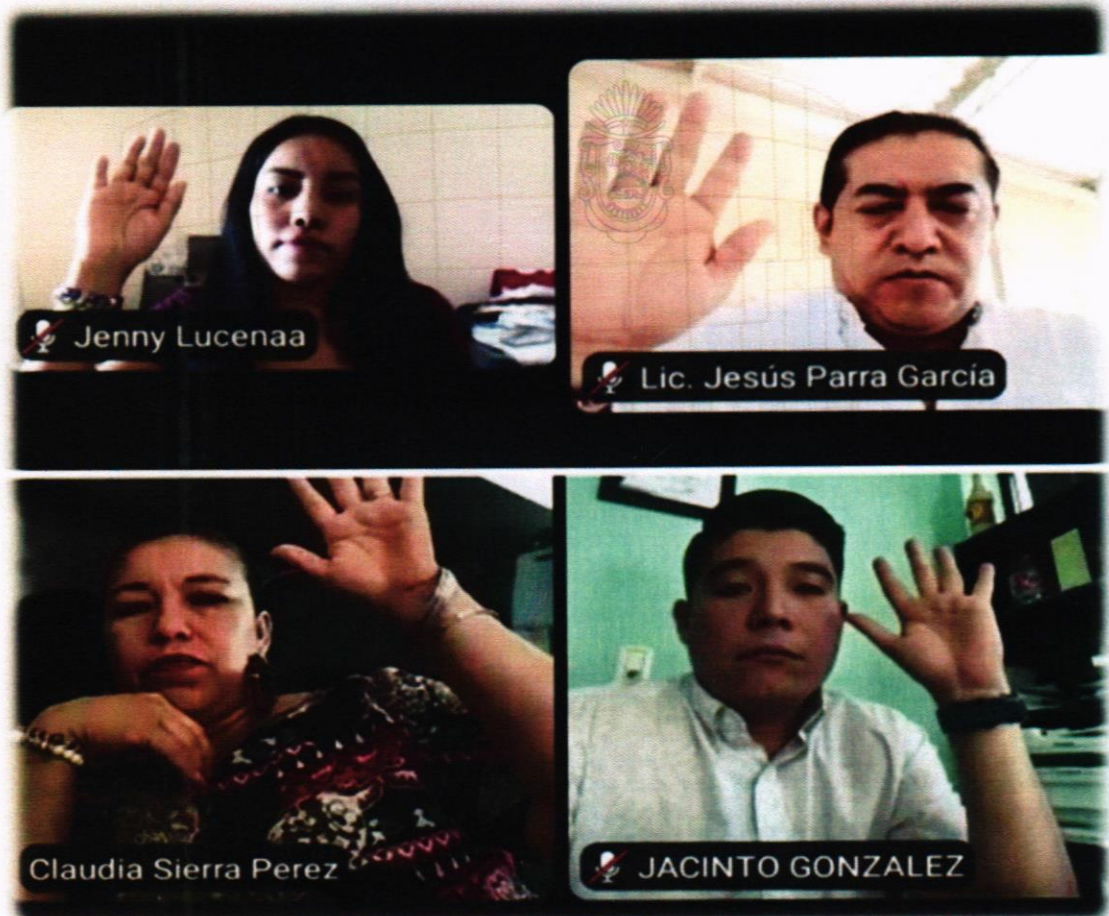 Jenny Lucenaa
Lic. Jesús Parra García
Claudia Sierra Perez
JACINTO GONZALEZ